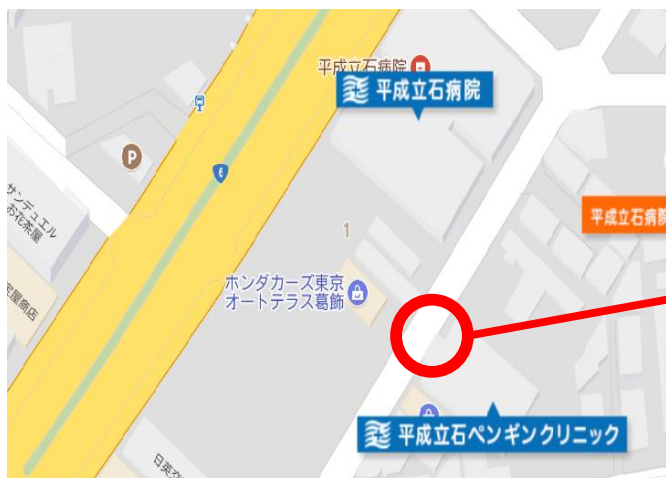 平成立石病院
平成立石病院
P
6
サンデュエル
お花茶屋
平成立石病院
1
ホンダカーズ東京
オートテラス葛飾
平成立石ペンギンクリニック